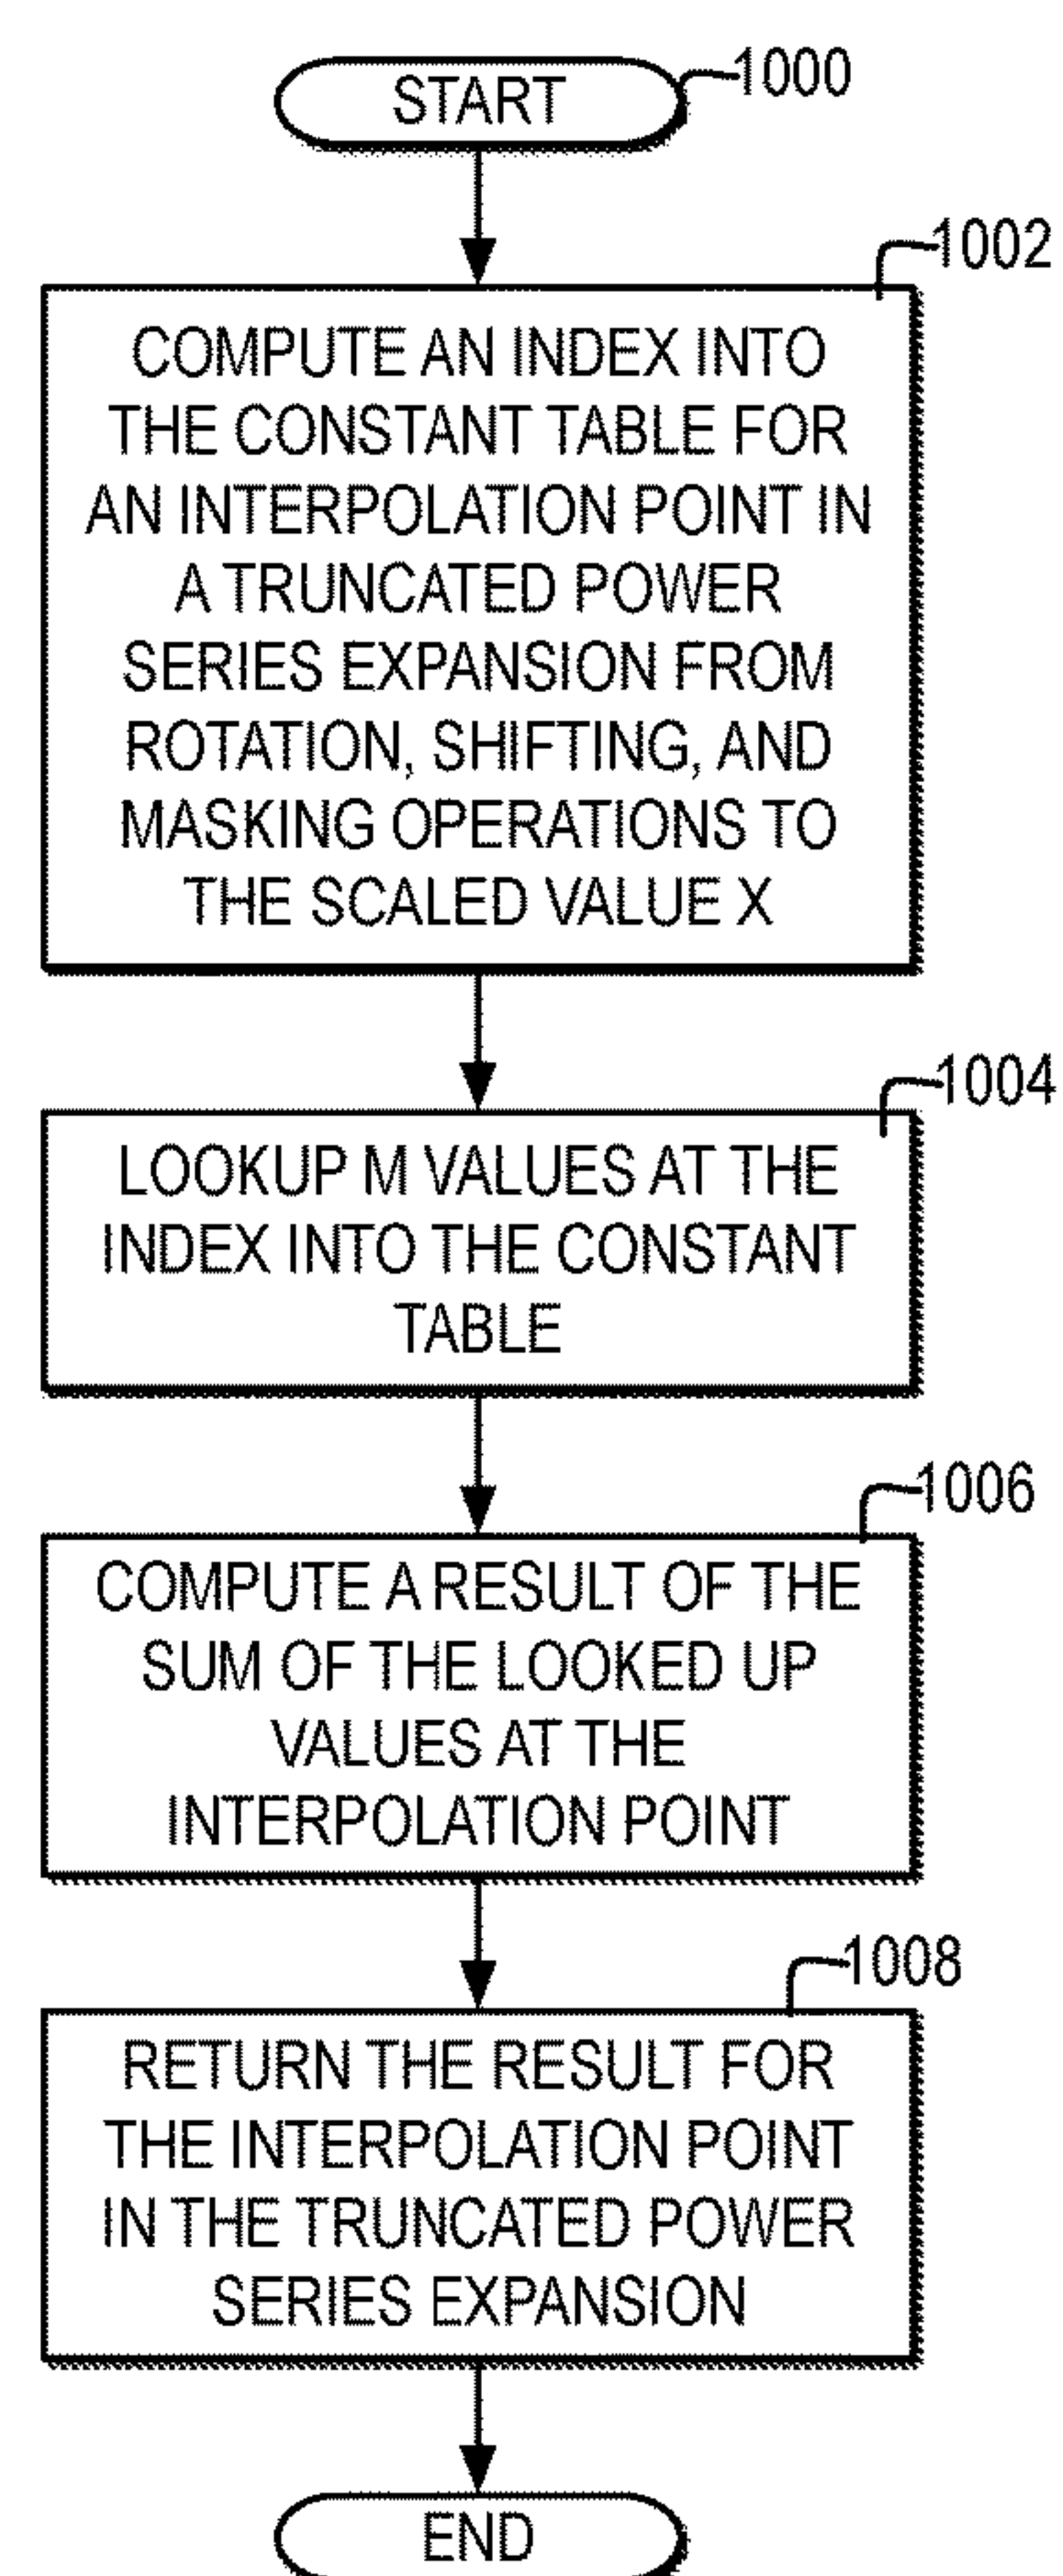 START
1000
1002
COMPUTE AN INDEX INTO
THE CONSTANT TABLE FOR
AN INTERPOLATION POINT IN
A TRUNCATED POWER
SERIES EXPANSION FROM
ROTATION, SHIFTING, AND
MASKING OPERATIONS TO
THE SCALED VALUE X
1004
LOOKUP M VALUES AT THE
INDEX INTO THE CONSTANT
TABLE
1006
COMPUTE A RESULT OF THE
SUM OF THE LOOKED UP
VALUES AT THE
INTERPOLATION POINT
1008
RETURN THE RESULT FOR
THE INTERPOLATION POINT
IN THE TRUNCATED POWER
SERIES EXPANSION
END